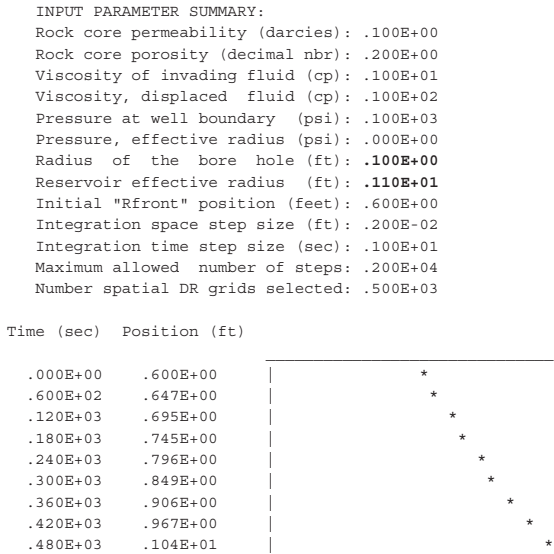 INPUT PARAMETER SUMMARY:
Rock core permeability (darcies): .100E+00
Rock core porosity (decimal nbr): .200E+00
Viscosity of invading fluid (cp): .100E+01
Viscosity, displaced fluid (cp): .100E+02
Pressure at well boundary (psi): .100E+03
Pressure, effective radius (psi): .000E+00
Radius of the bore hole (ft): .100E+00
Reservoir effective radius (ft): .110E+01
Initial "Rfront" position (feet): .600E+00
Integration space step size (ft): .200E-02
Integration time step size (sec): .100E+01
Maximum allowed number of steps: .200E+04
Number spatial DR grids selected: .500E+03
Time (sec) Position (ft)
______________________________
.000E+00 .600E+00 | *
.600E+02 .647E+00 | *
.120E+03 .695E+00 | *
.180E+03 .745E+00 | *
.240E+03 .796E+00 | *
.300E+03 .849E+00 | *
.360E+03 .906E+00 | *
.420E+03 .967E+00 | *
.480E+03 .104E+01 | *